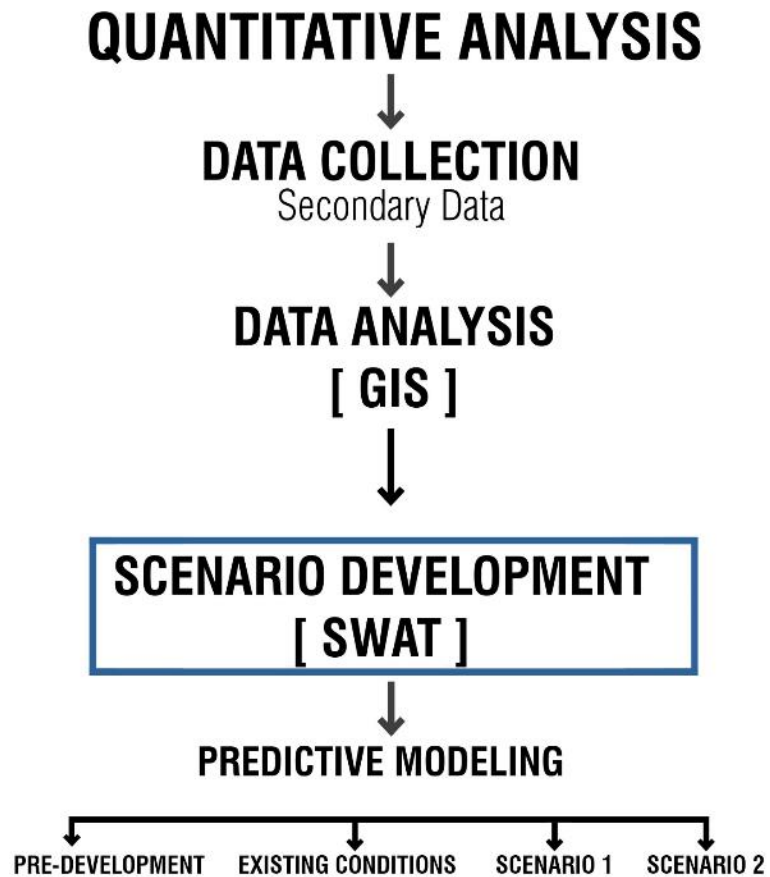 QUANTITATIVE ANALYSIS
DATA COLLECTION
Secondary Data
DATA ANALYSIS
[ GIS ]
SCENARIO DEVELOPMENT
[ SWAT ]
PREDICTIVE MODELING
PRE-DEVELOPMENT EXISTING CONDITIONS SCENARIO 1 SCENARIO 2